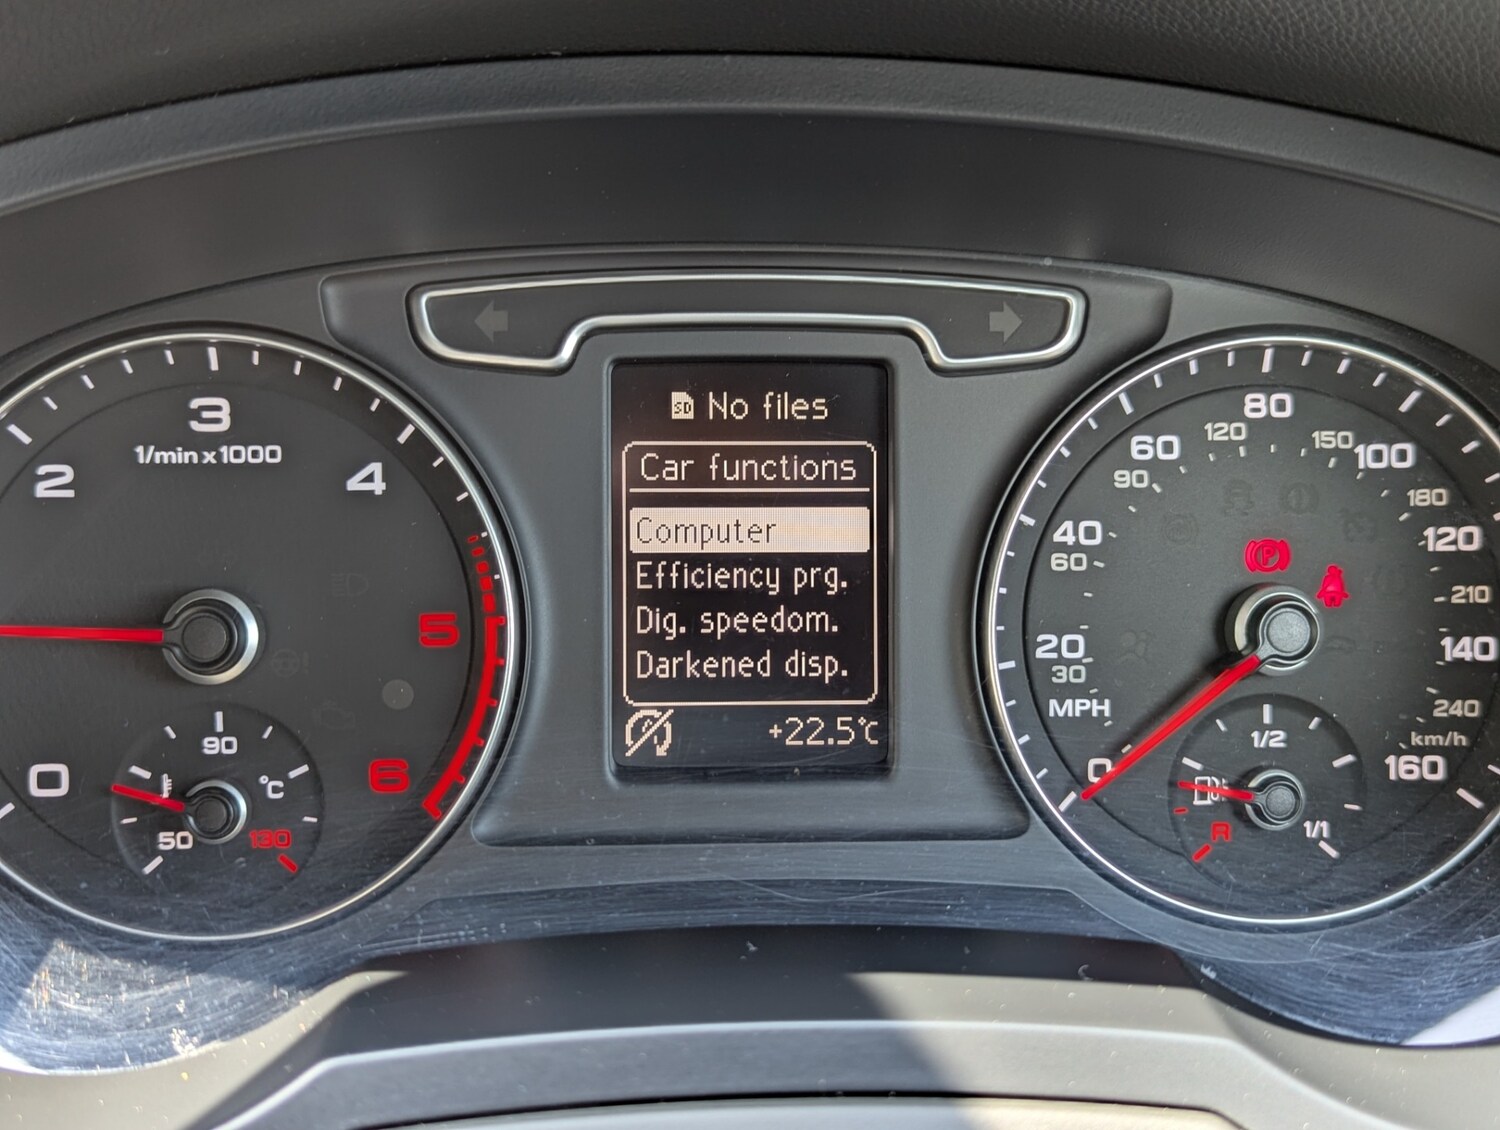 3
1/min x 1000
2
4
5
6
0
90
°C
50
130
SD No files
Car functions
Computer
Efficiency prg.
Dig. speedom.
Darkened disp.
+22.5°C
80
60
120
150
100
90
180
40
120
60
210
P
20
140
30
MPH
240
km/h
0
1/2
160
R
1/1